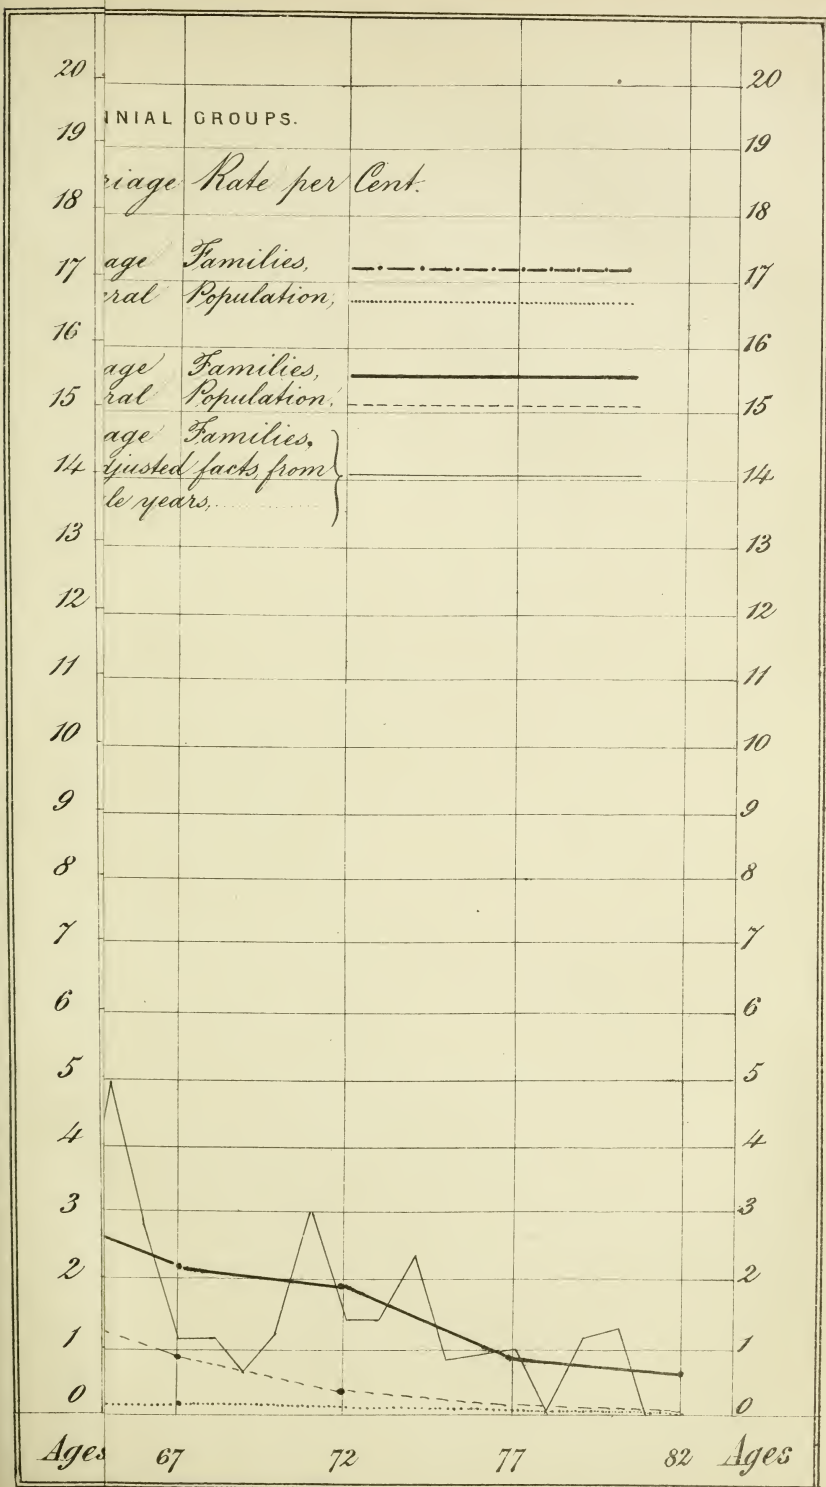 20 20
NNIAL GROUPS.
19 19
riage Rate per Cent.
18 18
age Families,
17 17
ral Population,
16 16
age Families,
15 ral Population. 15
age Families,
14 djusted facts, from 14
le years,
13 13
12 12
11 11
10 10
9 9
8 8
7 7
6 6
5 5
4 4
3 3
2 2
1 1
0 0
Ages 67 72 77 82 Ages